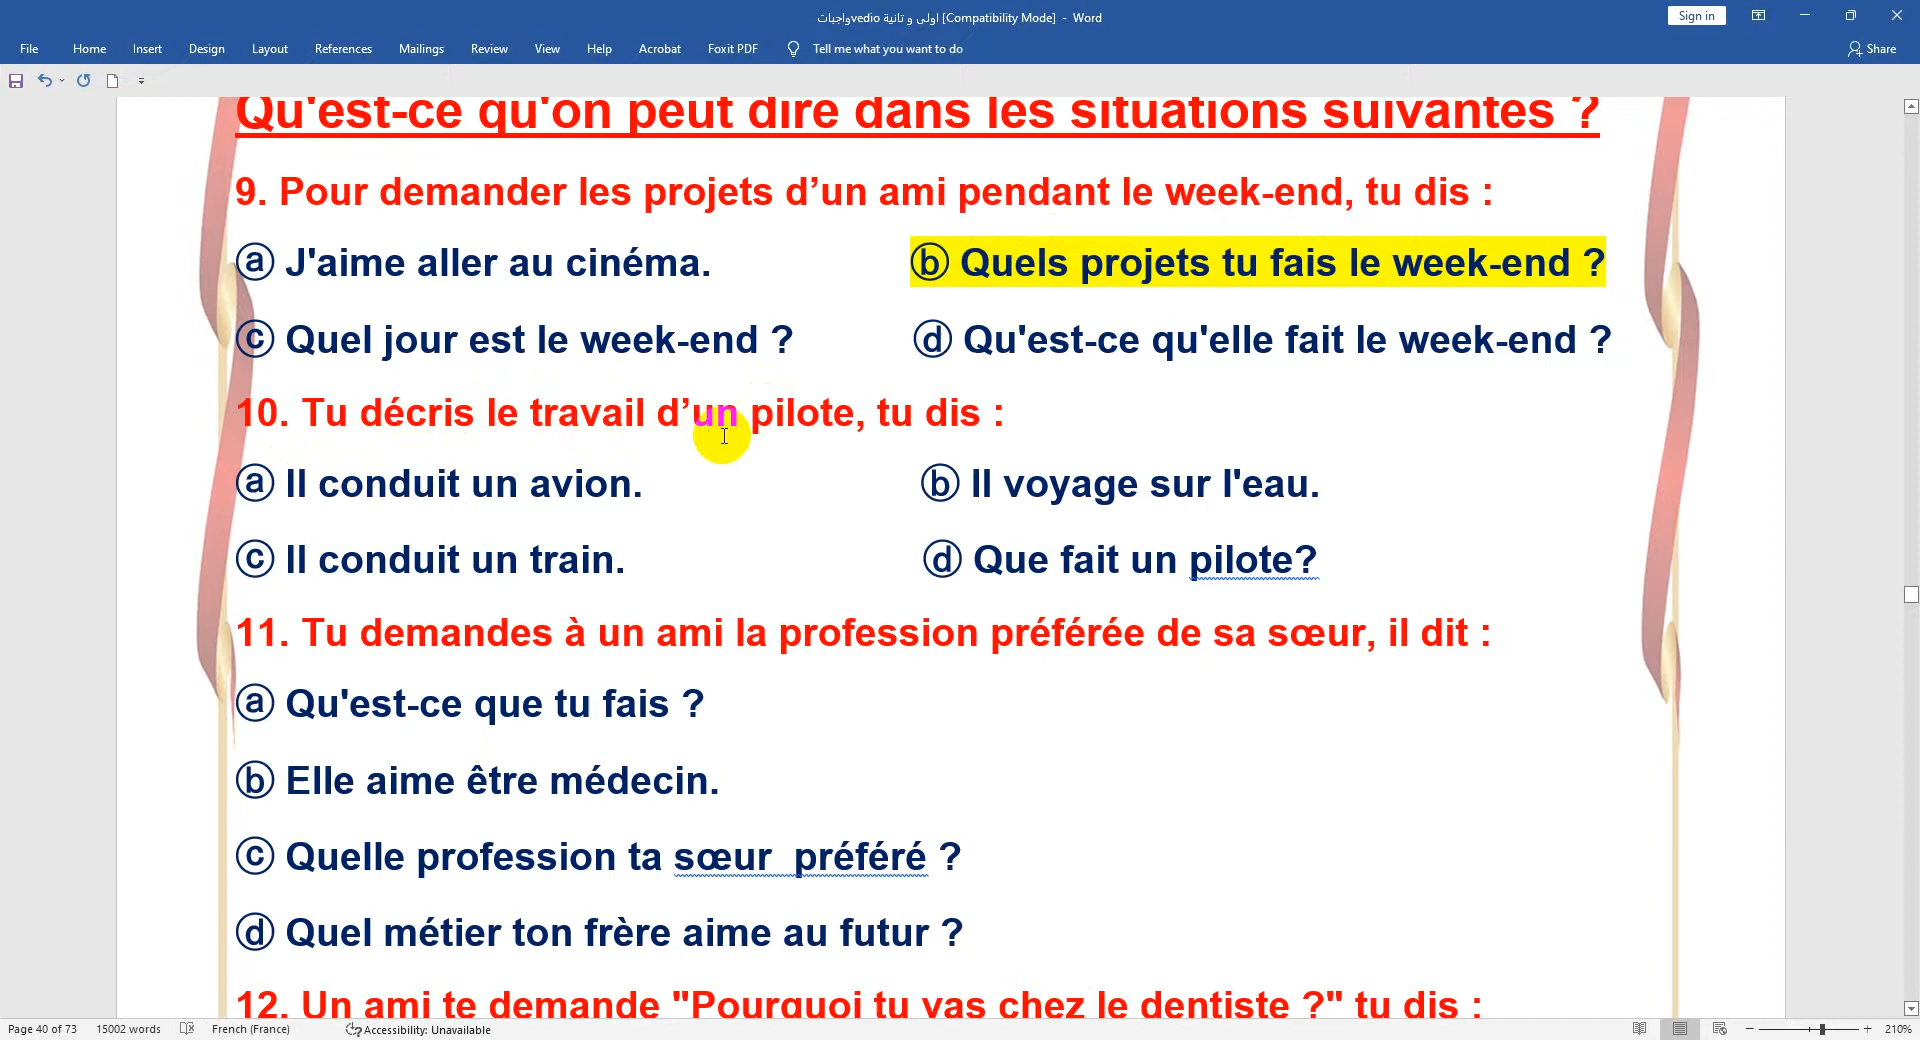 واجباتvedio اولى و تانية [Compatibility Mode] - Word
Sign in
File Home Insert Design Layout References Mailings Review View Help Acrobat Foxit PDF Tell me what you want to do Share
Qu'est-ce qu'on peut dire dans les situations suivantes ?
9. Pour demander les projets d’un ami pendant le week-end, tu dis :
ⓐ J'aime aller au cinéma. ⓑ Quels projets tu fais le week-end ?
ⓒ Quel jour est le week-end ? ⓓ Qu'est-ce qu'elle fait le week-end ?
10. Tu décris le travail d’un pilote, tu dis :
ⓐ Il conduit un avion. ⓑ Il voyage sur l'eau.
ⓒ Il conduit un train. ⓓ Que fait un pilote?
11. Tu demandes à un ami la profession préférée de sa sœur, il dit :
ⓐ Qu'est-ce que tu fais ?
ⓑ Elle aime être médecin.
ⓒ Quelle profession ta sœur  préféré ?
ⓓ Quel métier ton frère aime au futur ?
12. Un ami te demande "Pourquoi tu vas chez le dentiste ?" tu dis :
Page 40 of 73 15002 words French (France) Accessibility: Unavailable 210%